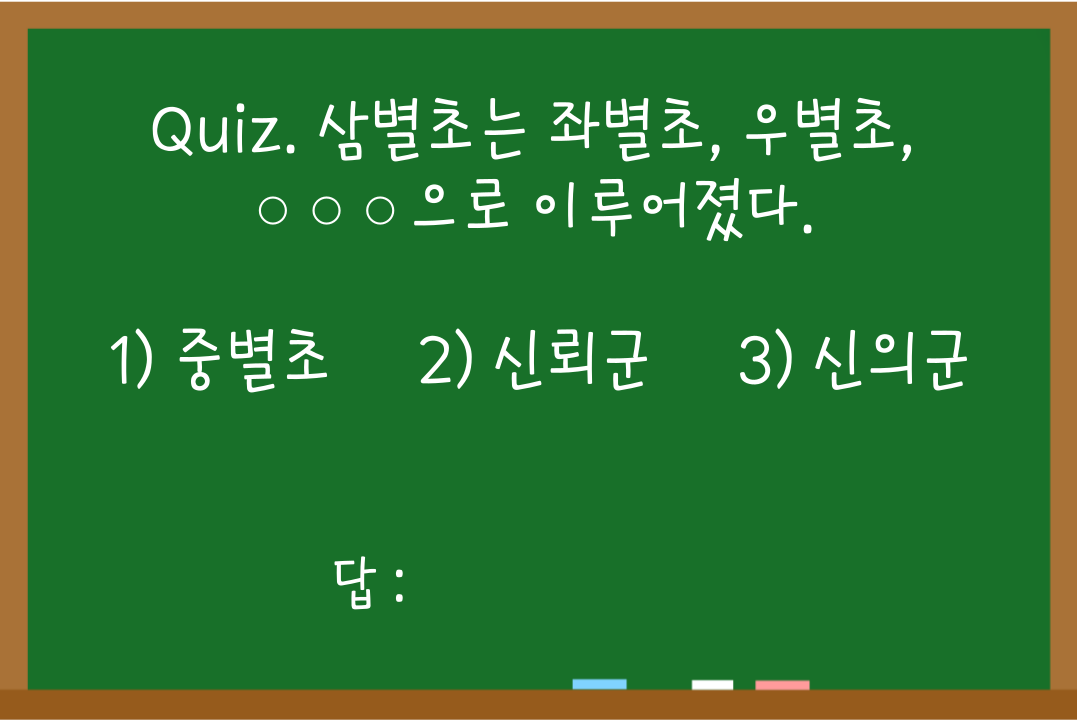 Quiz. 삼별초는 좌별초, 우별초,
○ ○ ○으로 이루어졌다.
1) 중별초 2) 신뢰군 3) 신의군
답 :